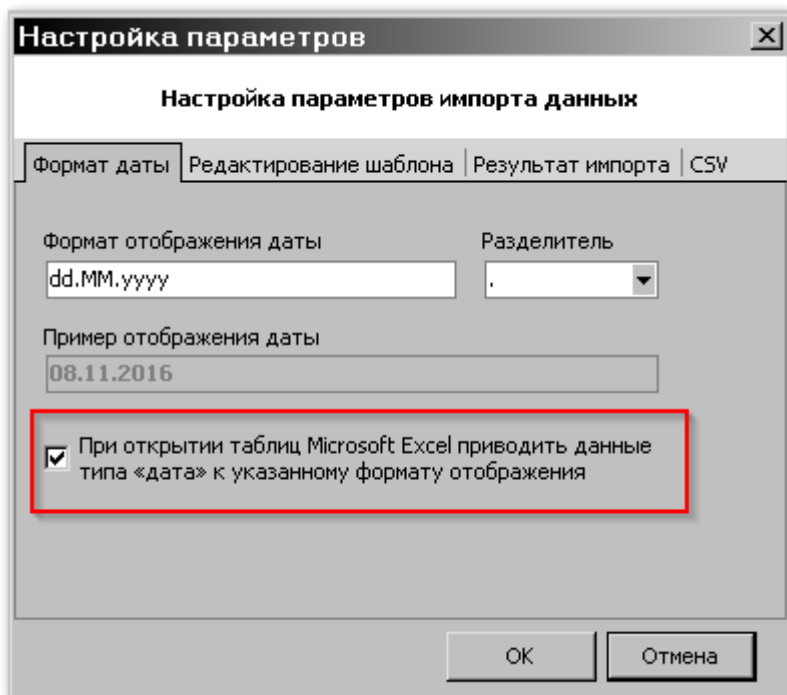 Настройка параметров
Настройка параметров импорта данных
Формат даты Редактирование шаблона Результат импорта CSV
Формат отображения даты Разделитель
dd.MM.yyyy .
Пример отображения даты
08.11.2016
При открытии таблиц Microsoft Excel приводить данные
типа «дата» к указанному формату отображения
OK Отмена